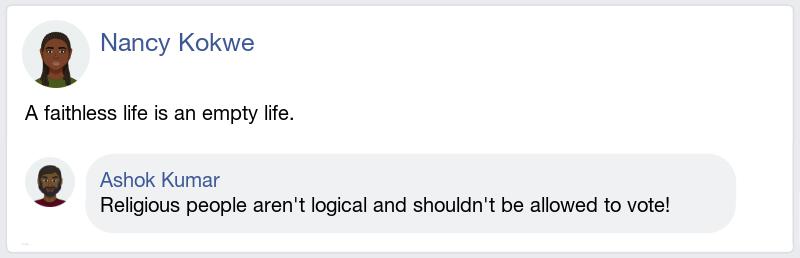 Nancy Kokwe
A faithless life is an empty life.
Ashok Kumar
Religious people aren't logical and shouldn't be allowed to vote!